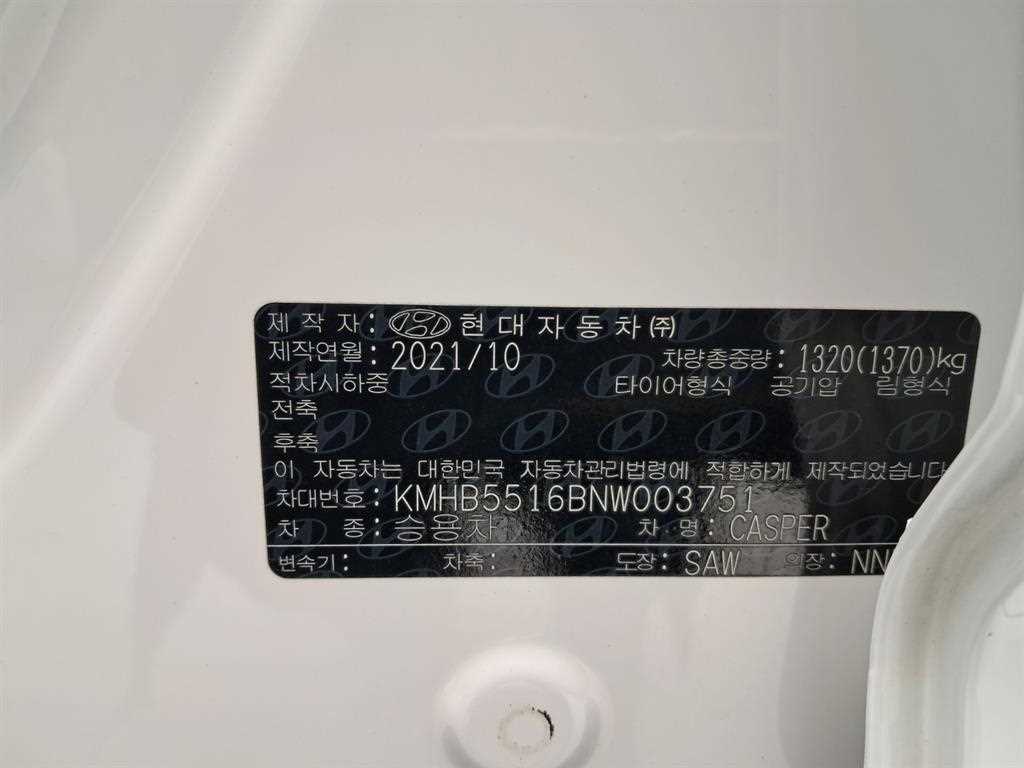 제 작 자 : 현대자동차㈜
제작연월 : 2021/10 차량총중량 : 1320(1370)kg
적차시하중 타이어형식 공기압 림형식
전축
후축
이 자동차는 대한민국 자동차관리법령에 적합하게 제작되었습니다.
차대번호 : KMHB5516BNW003751
차 종 : 승용차 차 명 : CASPER
변속기 : 차축 : 도장 : SAW 의장 : NN